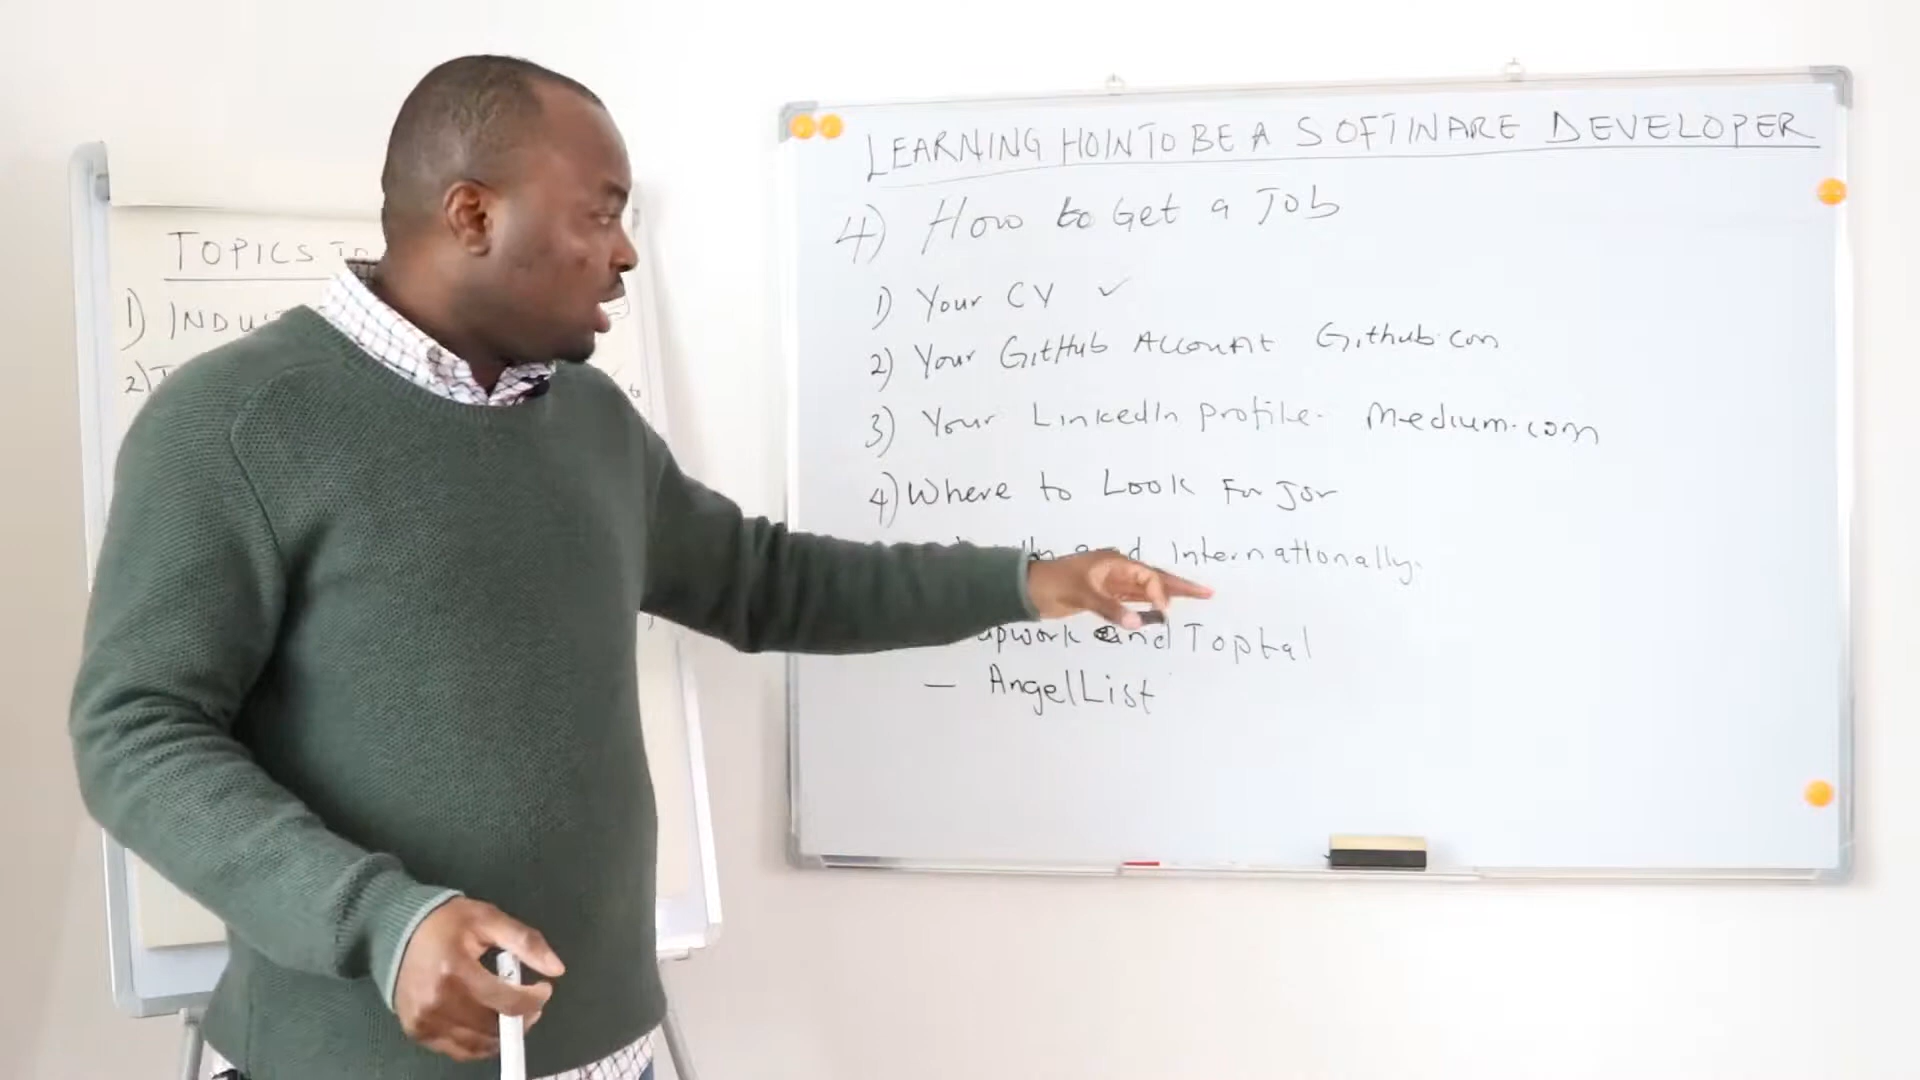 TOPICS
1)
2)
LEARNING HOW TO BE A SOFTWARE DEVELOPER
4) How to Get a Job
1) Your CV ✓
2) Your GitHub Account Github.com
3) Your LinkedIn profile. Medium.com
4) Where to Look For Job
and Internationally.
upwork and Toptal
— AngelList